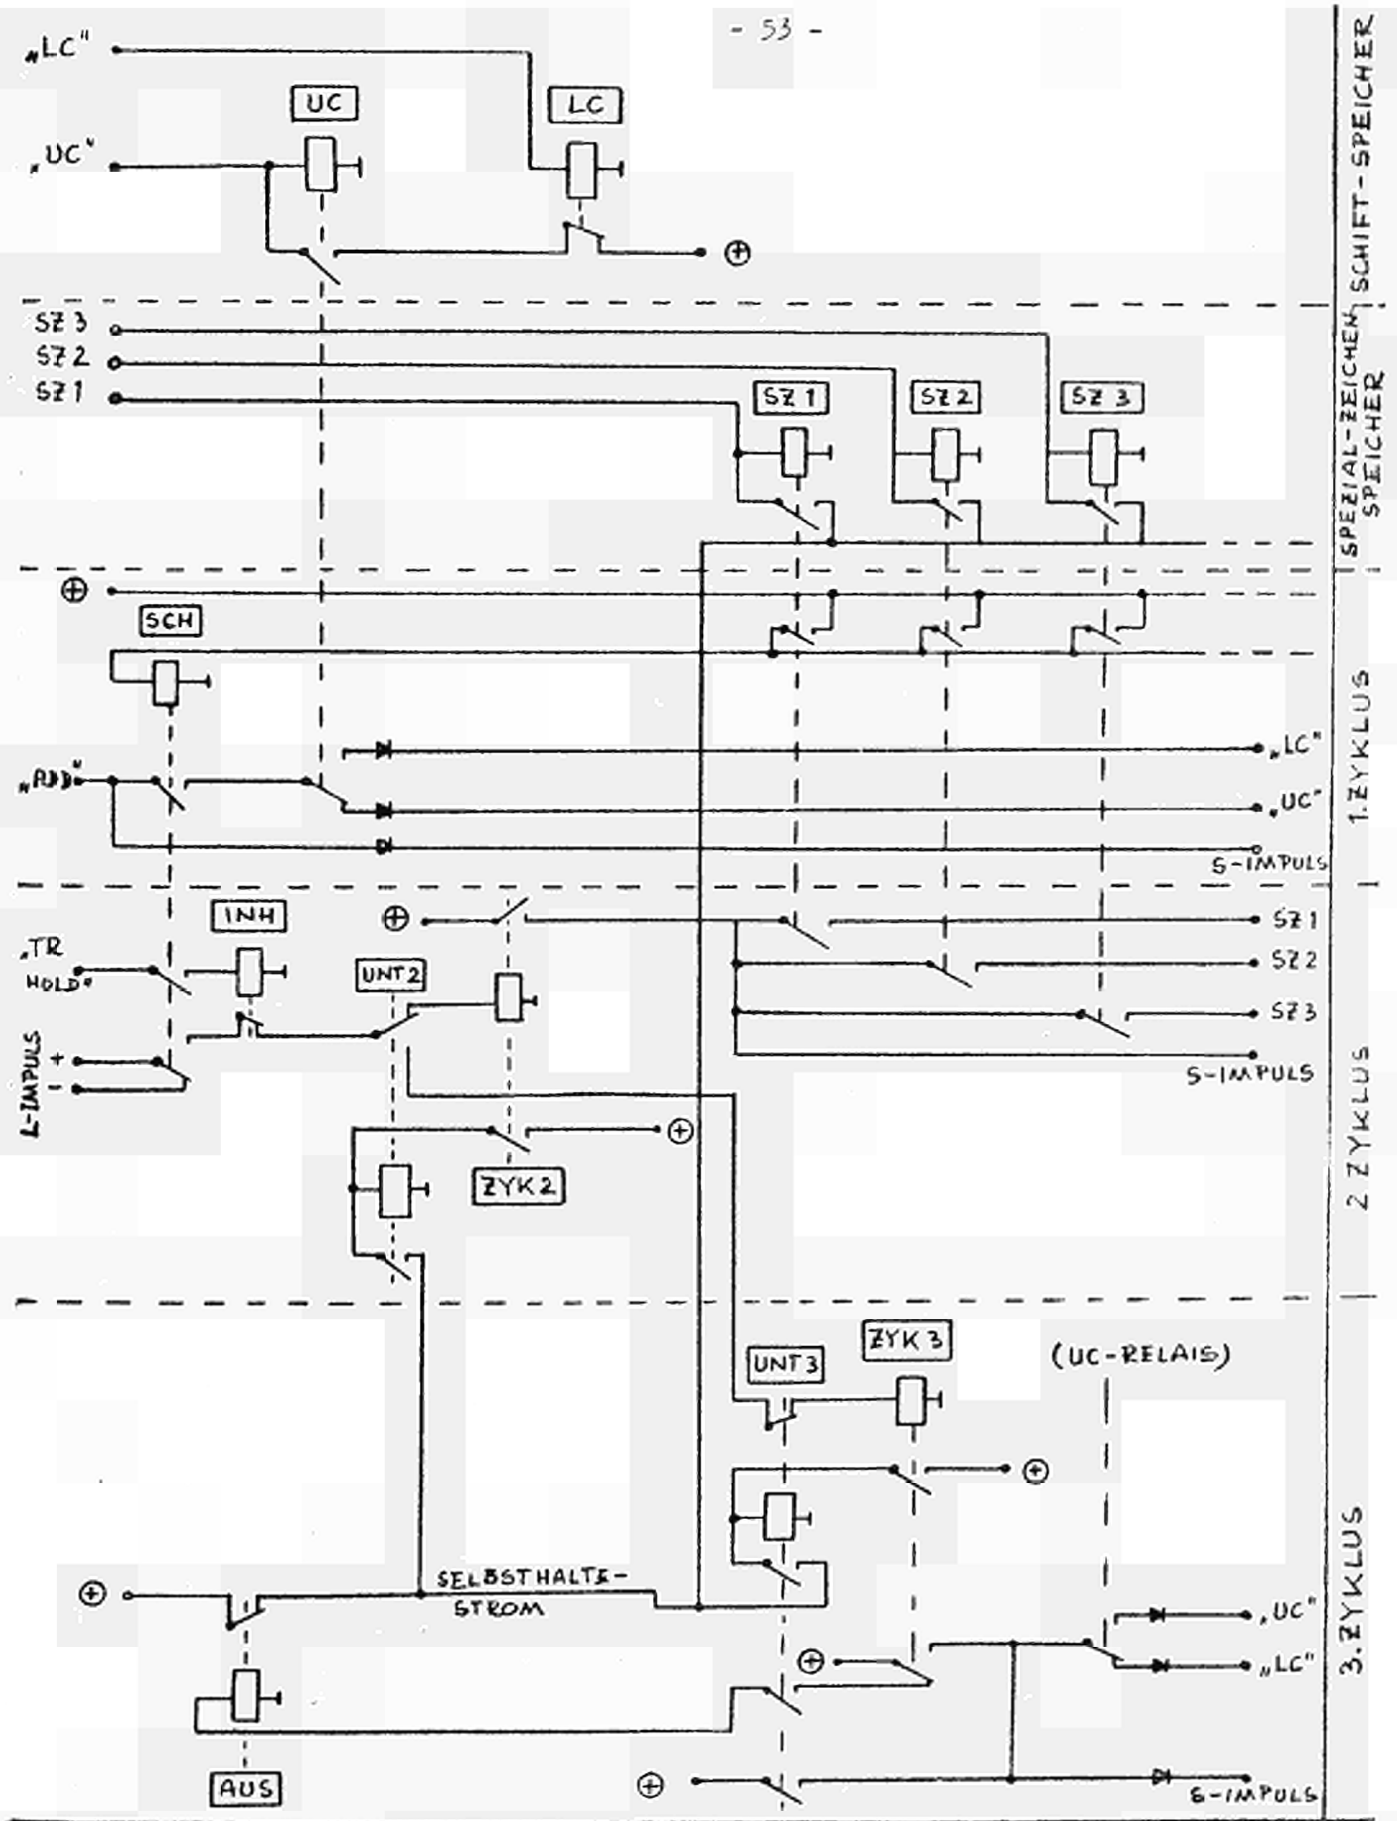 - 53 -
„LC"
UC
LC
„UC"
⊕
SCHIFT-SPEICHER
SZ 3
SZ 2
SZ 1
SZ 1
SZ 2
SZ 3
SPEZIAL-ZEICHEN
SPEICHER
⊕
SCH
„ADD"
„LC"
„UC"
S-IMPULS
1. ZYKLUS
INH
⊕
SZ 1
„TR
HOLD"
UNT 2
SZ 2
SZ 3
L-IMPULS
+
-
S-IMPULS
⊕
ZYK 2
2 ZYKLUS
UNT 3
ZYK 3
(UC-RELAIS)
⊕
⊕
SELBSTHALTE-
STROM
„UC"
⊕
„LC"
3. ZYKLUS
AUS
⊕
S-IMPULS